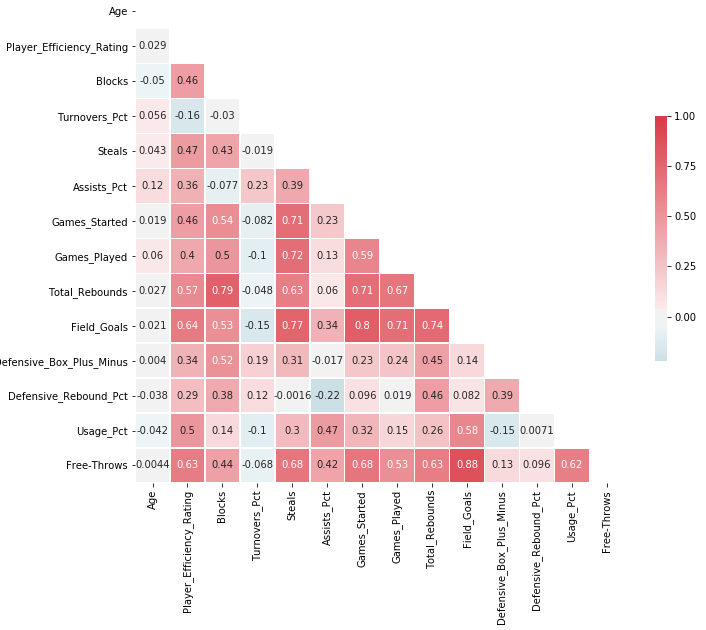 Age
Player_Efficiency_Rating 0.029
Blocks -0.05 0.46
Turnovers_Pct 0.056 -0.16 -0.03
Steals 0.043 0.47 0.43 -0.019
Assists_Pct 0.12 0.36 -0.077 0.23 0.39
Games_Started 0.019 0.46 0.54 -0.082 0.71 0.23
Games_Played 0.06 0.4 0.5 -0.1 0.72 0.13 0.59
Total_Rebounds 0.027 0.57 0.79 -0.048 0.63 0.06 0.71 0.67
Field_Goals 0.021 0.64 0.53 -0.15 0.77 0.34 0.8 0.71 0.74
Defensive_Box_Plus_Minus 0.004 0.34 0.52 0.19 0.31 -0.017 0.23 0.24 0.45 0.14
Defensive_Rebound_Pct -0.038 0.29 0.38 0.12 -0.0016 -0.22 0.096 0.019 0.46 0.082 0.39
Usage_Pct -0.042 0.5 0.14 -0.1 0.3 0.47 0.32 0.15 0.26 0.58 -0.15 0.0071
Free-Throws -0.0044 0.63 0.44 -0.068 0.68 0.42 0.68 0.53 0.63 0.88 0.13 0.096 0.62
Age
Player_Efficiency_Rating
Blocks
Turnovers_Pct
Steals
Assists_Pct
Games_Started
Games_Played
Total_Rebounds
Field_Goals
Defensive_Box_Plus_Minus
Defensive_Rebound_Pct
Usage_Pct
Free-Throws
1.00
0.75
0.50
0.25
0.00